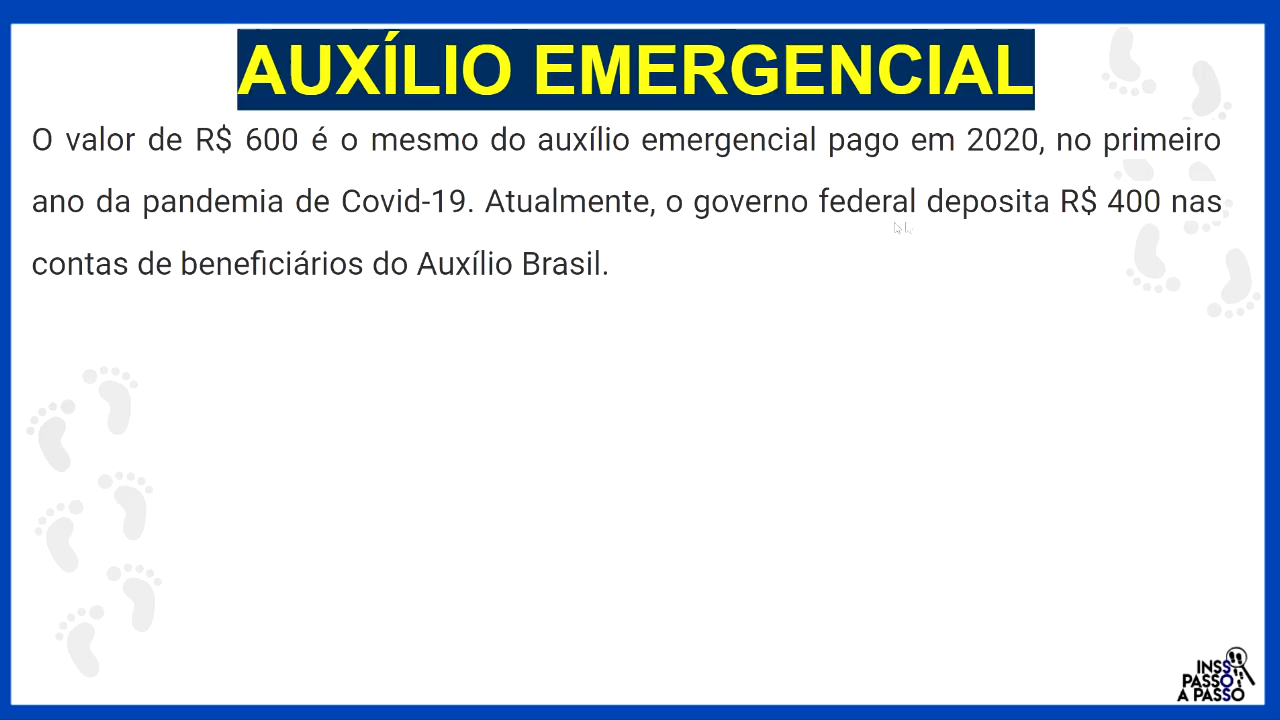 AUXÍLIO EMERGENCIAL
O valor de R$ 600 é o mesmo do auxílio emergencial pago em 2020, no primeiro
ano da pandemia de Covid-19. Atualmente, o governo federal deposita R$ 400 nas
contas de beneficiários do Auxílio Brasil.
INSS
PASSO
A PASSO